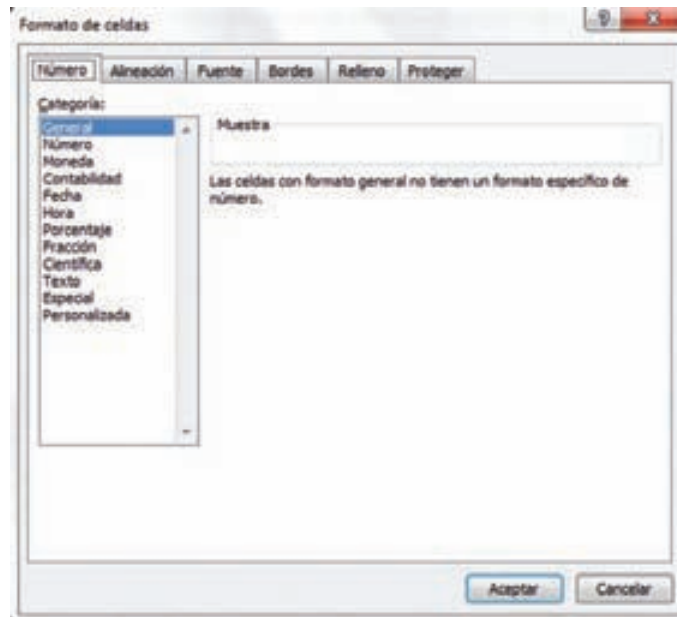 Formato de celdas
Número Alineación Fuente Bordes Relleno Proteger
Categoría:
General
Número
Moneda
Contabilidad
Fecha
Hora
Porcentaje
Fracción
Científica
Texto
Especial
Personalizada
Muestra
Las celdas con formato general no tienen un formato específico de
número.
Aceptar Cancelar